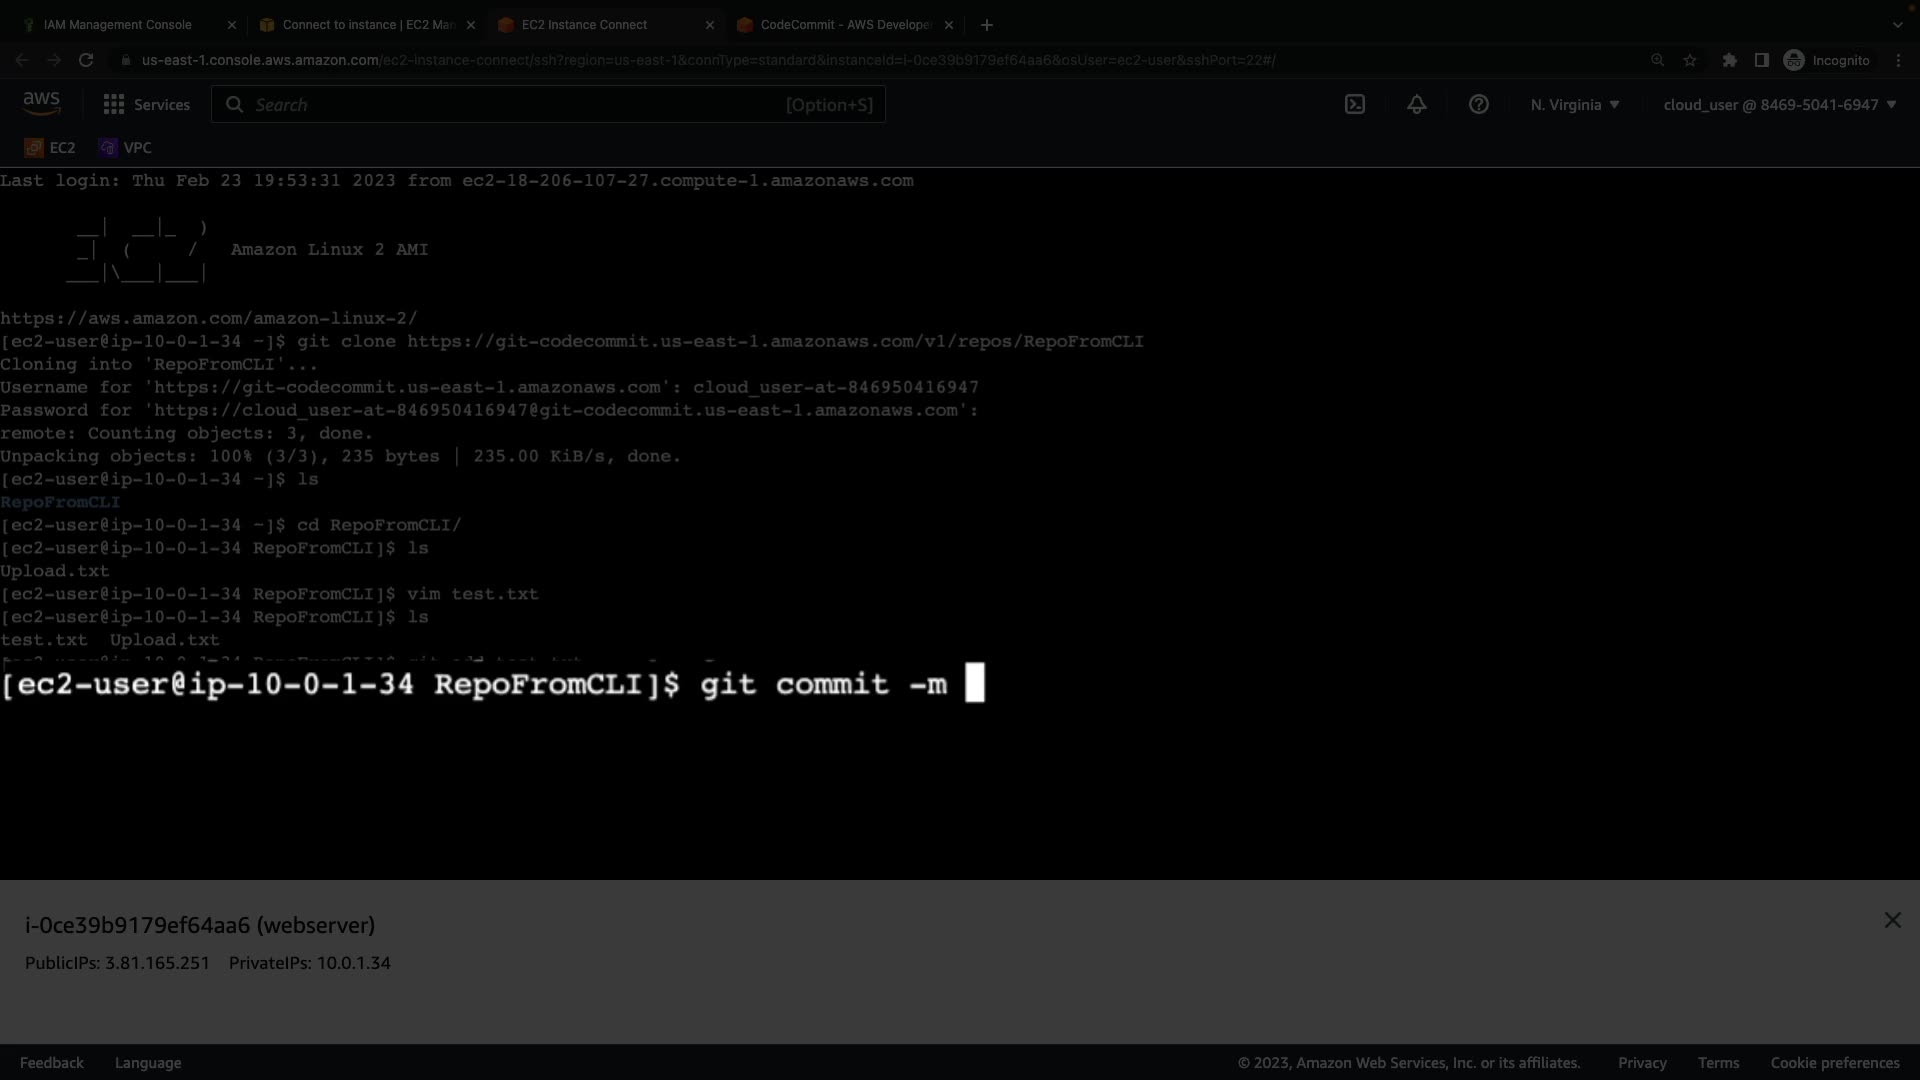 IAM Management Console
Connect to instance | EC2 Man
EC2 Instance Connect
CodeCommit - AWS Develope
us-east-1.console.aws.amazon.com/ec2-instance-connect/ssh?region=us-east-1&connType=standard&instanceId=i-0ce39b9179ef64aa6&osUser=ec2-user&sshPort=22#/
Incognito
aws
Services
Search
[Option+S]
N. Virginia
cloud_user @ 8469-5041-6947
EC2
VPC
Last login: Thu Feb 23 19:53:31 2023 from ec2-18-206-107-27.compute-1.amazonaws.com
Amazon Linux 2 AMI
https://aws.amazon.com/amazon-linux-2/
[ec2-user@ip-10-0-1-34 ~]$ git clone https://git-codecommit.us-east-1.amazonaws.com/v1/repos/RepoFromCLI
Cloning into 'RepoFromCLI'...
Username for 'https://git-codecommit.us-east-1.amazonaws.com': cloud_user-at-846950416947
Password for 'https://cloud_user-at-846950416947@git-codecommit.us-east-1.amazonaws.com':
remote: Counting objects: 3, done.
Unpacking objects: 100% (3/3), 235 bytes | 235.00 KiB/s, done.
[ec2-user@ip-10-0-1-34 ~]$ ls
RepoFromCLI
[ec2-user@ip-10-0-1-34 ~]$ cd RepoFromCLI/
[ec2-user@ip-10-0-1-34 RepoFromCLI]$ ls
Upload.txt
[ec2-user@ip-10-0-1-34 RepoFromCLI]$ vim test.txt
[ec2-user@ip-10-0-1-34 RepoFromCLI]$ ls
test.txt  Upload.txt
[ec2-user@ip-10-0-1-34 RepoFromCLI]$ git commit -m
i-0ce39b9179ef64aa6 (webserver)
PublicIPs: 3.81.165.251 PrivateIPs: 10.0.1.34
Feedback
Language
© 2023, Amazon Web Services, Inc. or its affiliates.
Privacy
Terms
Cookie preferences